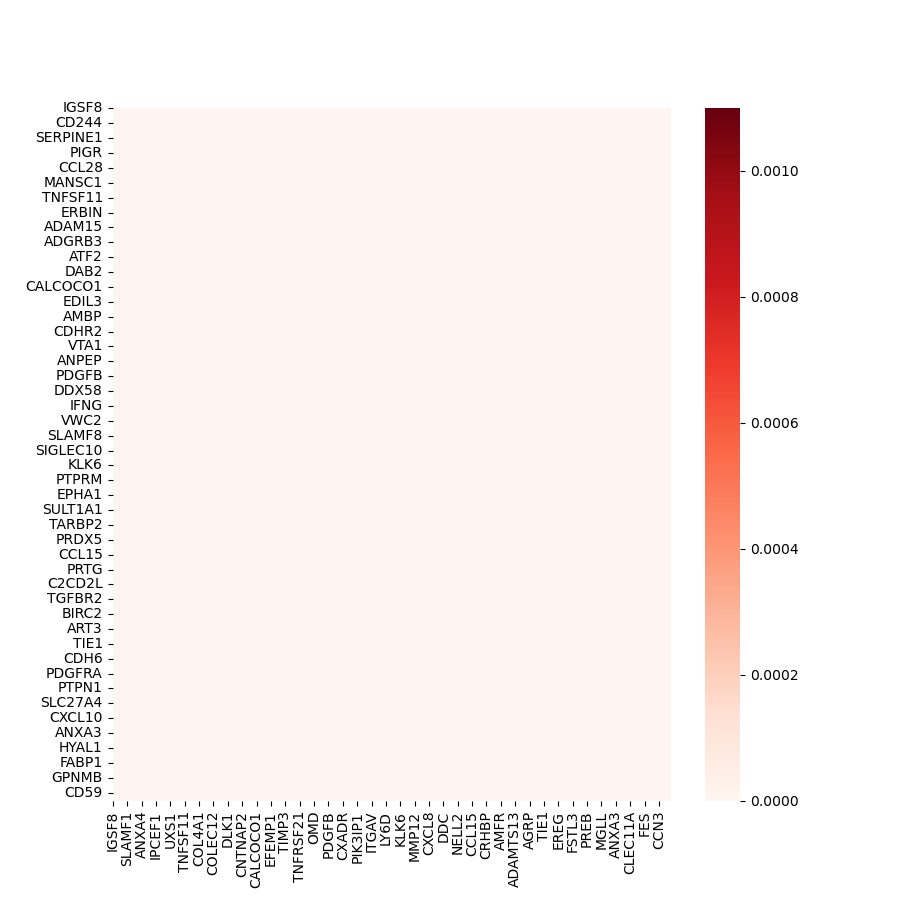 IGSF8
CD244
SERPINE1
PIGR
CCL28
MANSC1
TNFSF11
ERBIN
ADAM15
ADGRB3
ATF2
DAB2
CALCOCO1
EDIL3
AMBP
CDHR2
VTA1
ANPEP
PDGFB
DDX58
IFNG
VWC2
SLAMF8
SIGLEC10
KLK6
PTPRM
EPHA1
SULT1A1
TARBP2
PRDX5
CCL15
PRTG
C2CD2L
TGFBR2
BIRC2
ART3
TIE1
CDH6
PDGFRA
PTPN1
SLC27A4
CXCL10
ANXA3
HYAL1
FABP1
GPNMB
CD59
IGSF8
SLAMF1
ANXA4
IPCEF1
UXS1
TNFSF11
COL4A1
COLEC12
DLK1
CNTNAP2
CALCOCO1
EFEMP1
TIMP3
TNFRSF21
OMD
PDGFB
CXADR
PIK3IP1
ITGAV
LY6D
KLK6
MMP12
CXCL8
DDC
NELL2
CCL15
CRHBP
AMFR
ADAMTS13
AGRP
TIE1
EREG
FSTL3
PREB
MGLL
ANXA3
CLEC11A
FES
CCN3
0.0010
0.0008
0.0006
0.0004
0.0002
0.0000